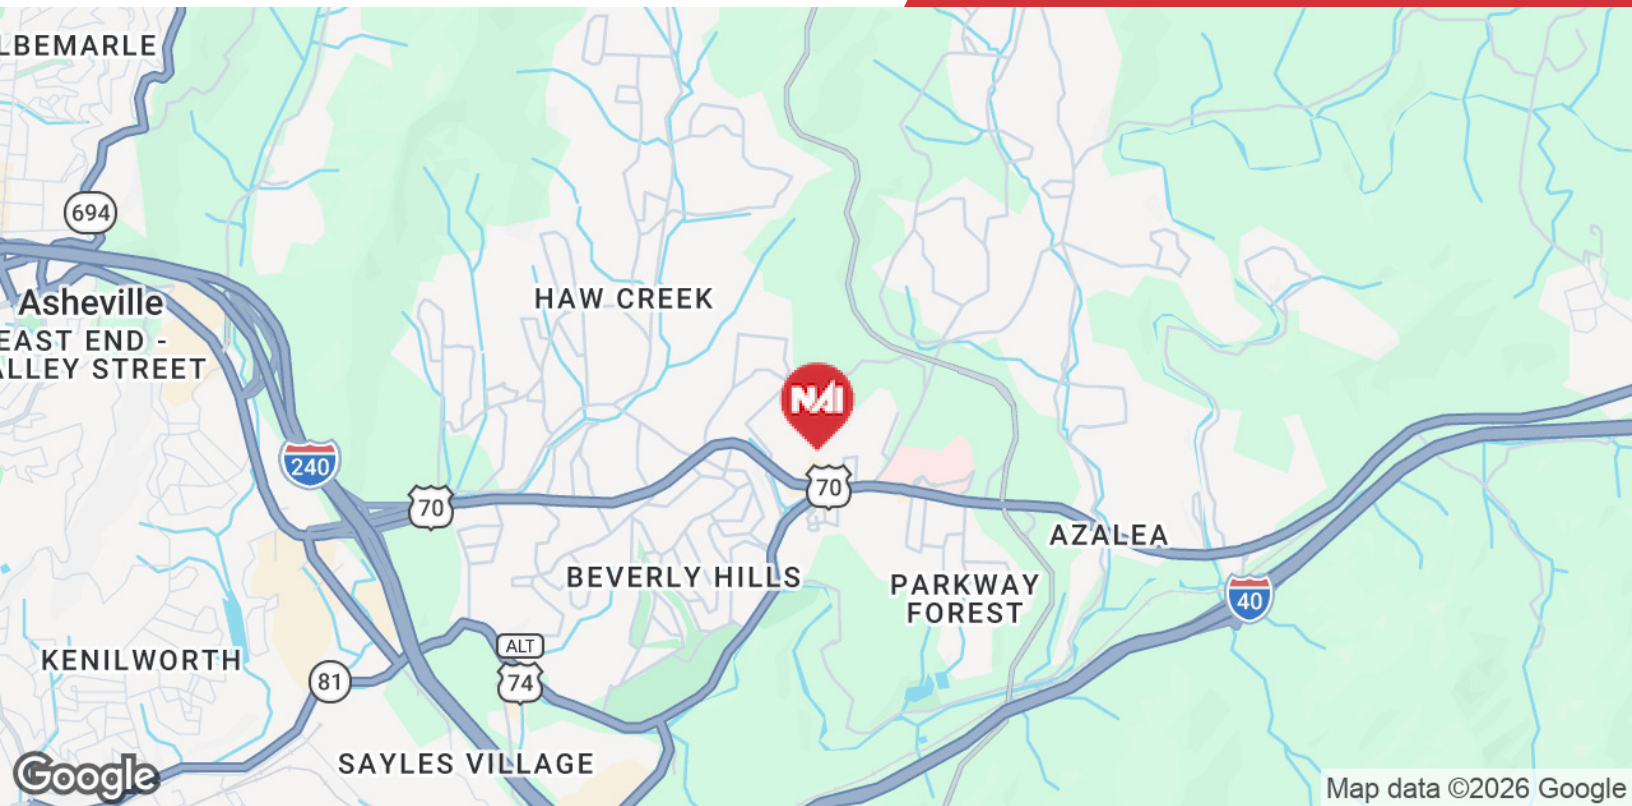 LBEMARLE
694
Asheville
EAST END -
ALLEY STREET
HAW CREEK
NAI
240
70
70
AZALEA
BEVERLY HILLS
PARKWAY
FOREST
40
KENILWORTH
ALT
74
81
SAYLES VILLAGE
Google
Map data ©2026 Google